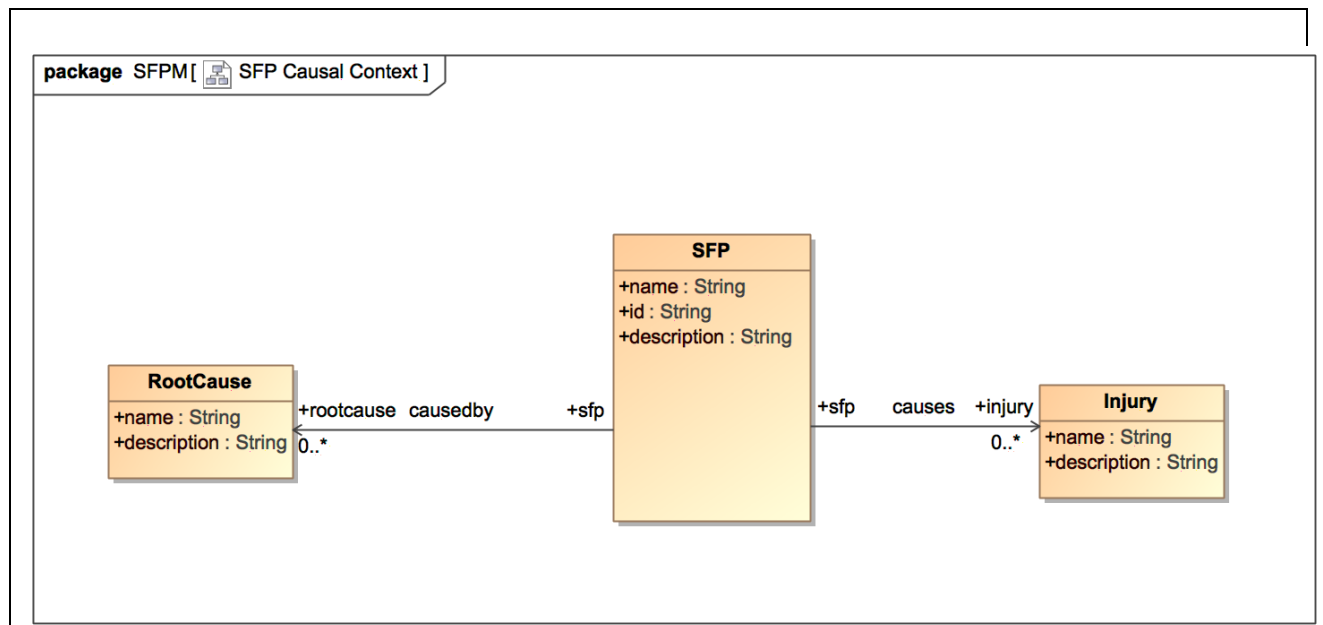 package SFPM[ SFP Causal Context ]
SFP
+name : String
+id : String
+description : String
RootCause
+name : String
+description : String
+rootcause causedby +sfp
0..*
+sfp causes +injury
0..*
Injury
+name : String
+description : String